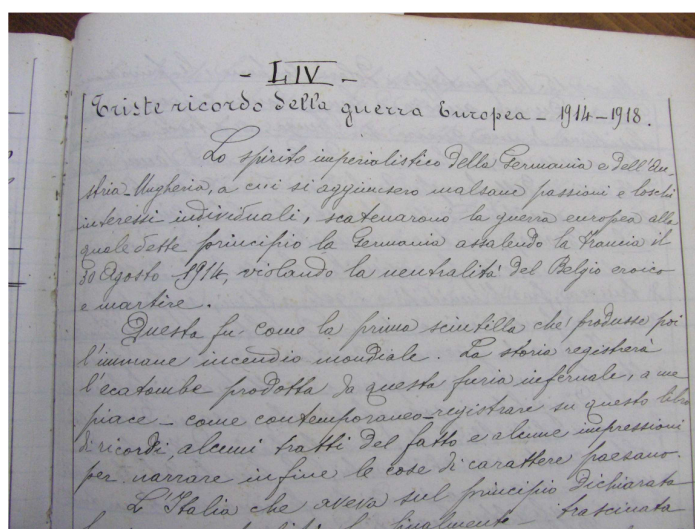 - LIV -
Triste ricordo della guerra Europea - 1914-1918.
Lo spirito imperialistico della Germania e dell'Au-
stria-Ungheria, a cui si aggiunsero malsane passioni e loschi
interessi individuali, scatenarono la guerra europea alla
quale dette principio la Germania assalendo la Francia il
30 Agosto 1914, violando la neutralità del Belgio eroico
e martire.
Questa fu come la prima scintilla che produsse poi
l'immane incendio mondiale. La storia registrerà
l'ecatombe prodotta da questa furia infernale, a me
piace - come contemporaneo - registrare su questo libro
di ricordi alcuni tratti del fatto e alcune impressioni
per narrare infine le cose di carattere paesano.
L'Italia che aveva sul principio dichiarata
finalmente - trascinata